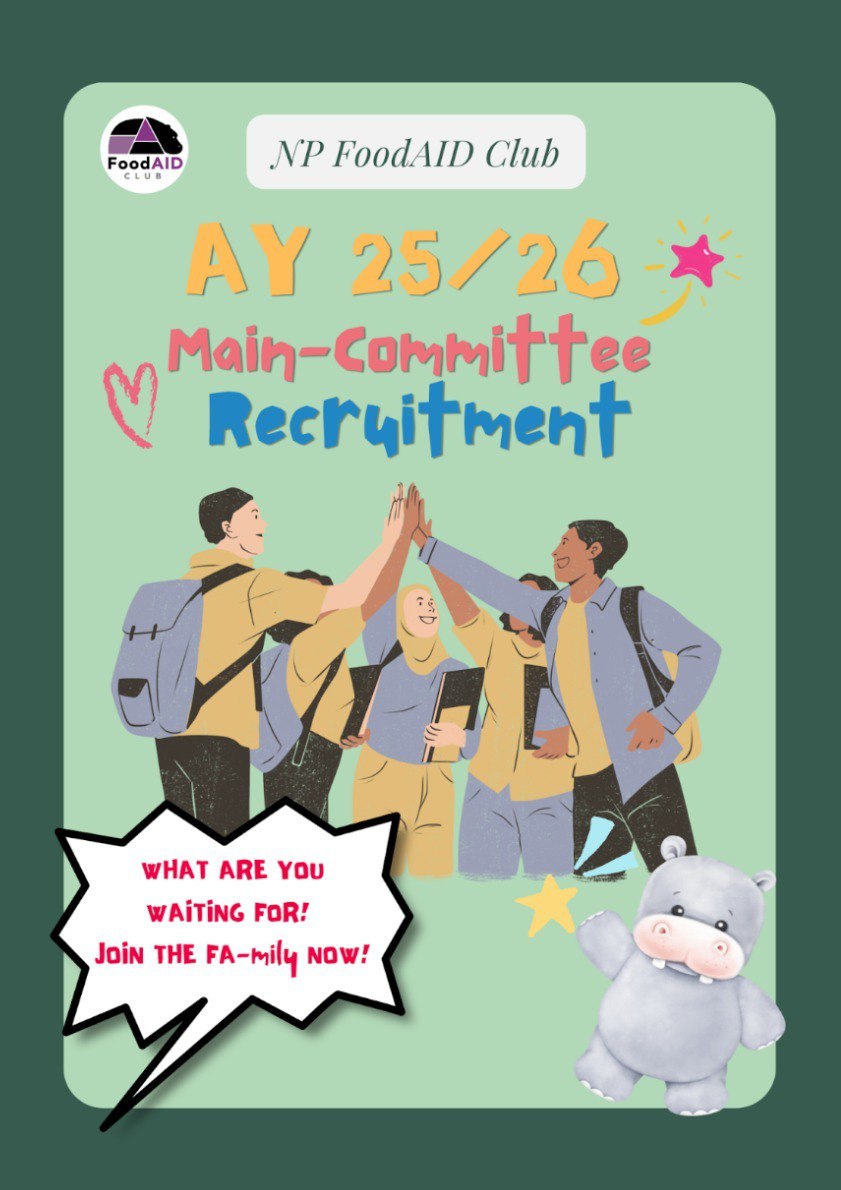 FoodAID
CLUB
NP FoodAID Club
AY 25/26
Main-Committee
Recruitment
WHAT ARE YOU
WAITING FOR!
JOIN THE FA-mily NOW!